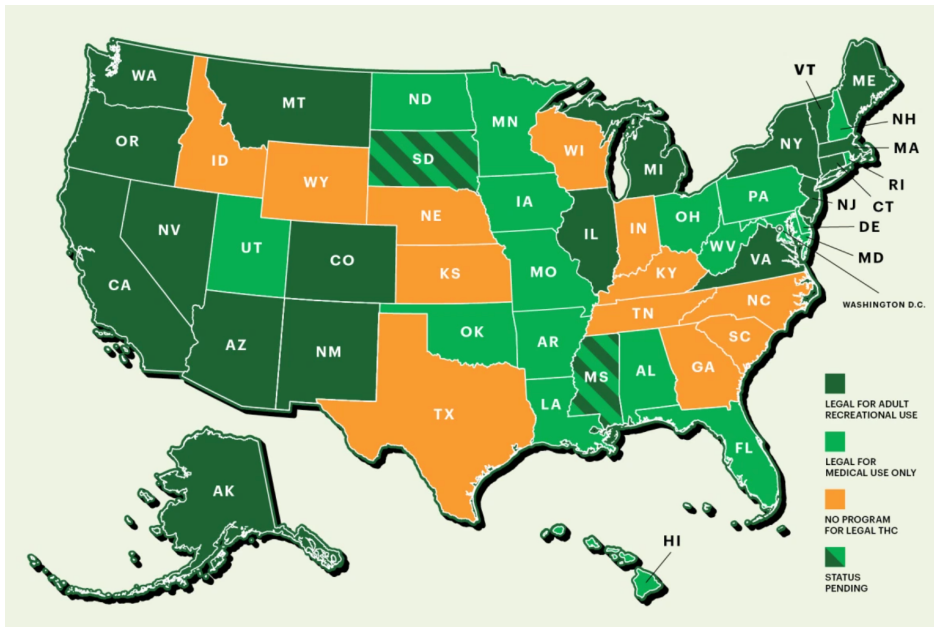 WA
MT
ND
MN
VT
ME
OR
ID
SD
WI
MI
NY
NH
MA
WY
IA
PA
RI
NV
NE
IL
IN
OH
NJ
CT
UT
CO
WV
DE
CA
KS
MO
KY
VA
MD
WASHINGTON D.C.
AZ
NM
OK
AR
TN
NC
SC
TX
LA
MS
AL
GA
FL
AK
HI
LEGAL FOR ADULT
RECREATIONAL USE
LEGAL FOR
MEDICAL USE ONLY
NO PROGRAM
FOR LEGAL THC
STATUS
PENDING